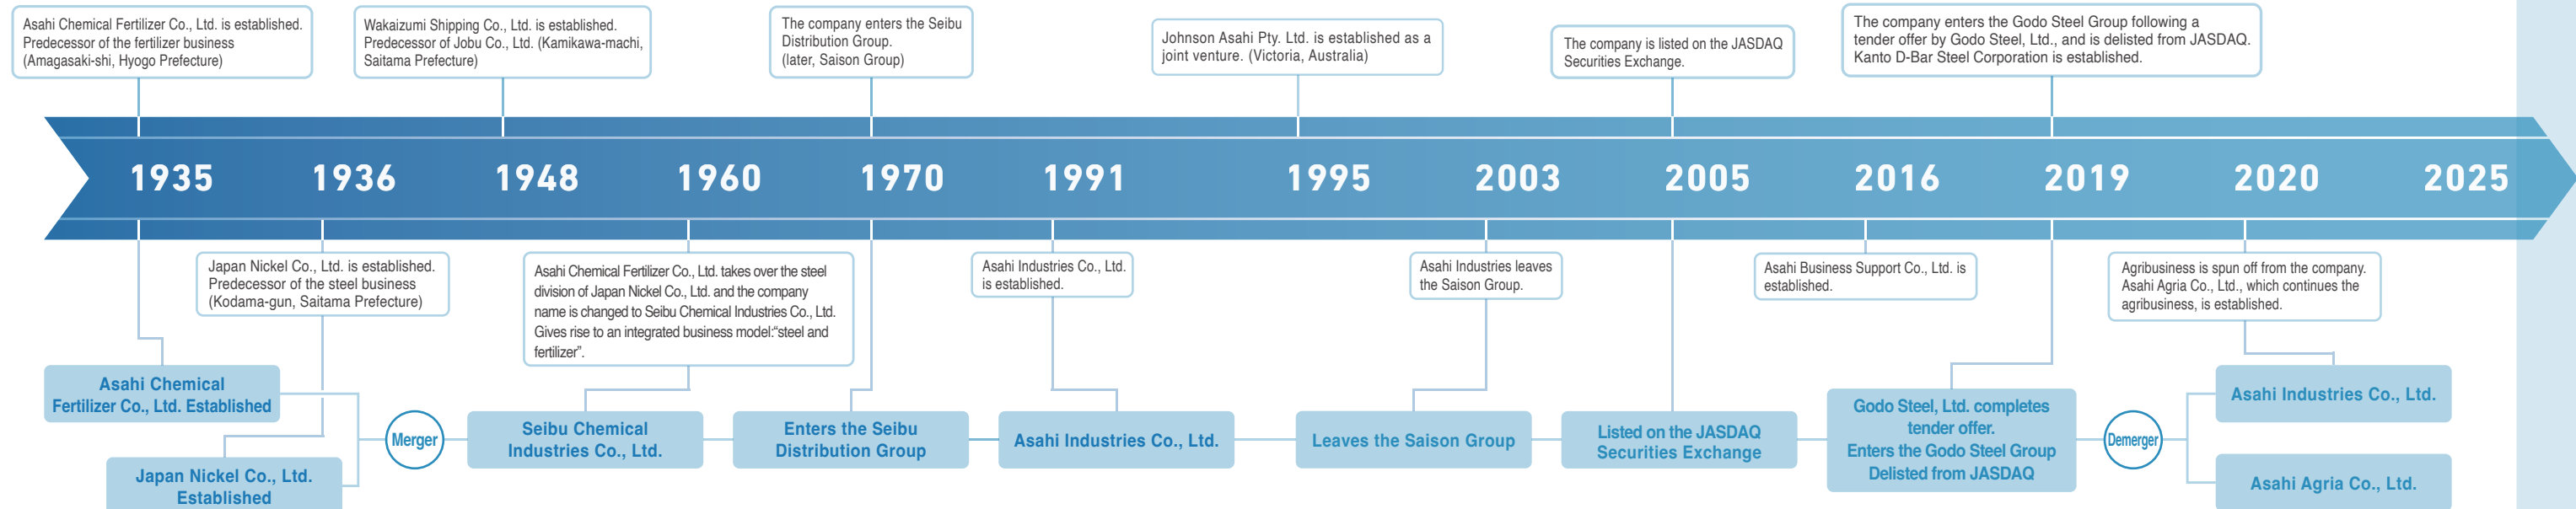 Asahi Chemical Fertilizer Co., Ltd. is established.
Predecessor of the fertilizer business
(Amagasaki-shi, Hyogo Prefecture)
Wakaizumi Shipping Co., Ltd. is established.
Predecessor of Jobu Co., Ltd. (Kamikawa-machi,
Saitama Prefecture)
The company enters the Seibu
Distribution Group.
(later, Saison Group)
Johnson Asahi Pty. Ltd. is established as a
joint venture. (Victoria, Australia)
The company is listed on the JASDAQ
Securities Exchange.
The company enters the Godo Steel Group following a
tender offer by Godo Steel, Ltd., and is delisted from JASDAQ.
Kanto D-Bar Steel Corporation is established.
1935 1936 1948 1960 1970 1991 1995 2003 2005 2016 2019 2020 2025
Japan Nickel Co., Ltd. is established.
Predecessor of the steel business
(Kodama-gun, Saitama Prefecture)
Asahi Chemical Fertilizer Co., Ltd. takes over the steel
division of Japan Nickel Co., Ltd. and the company
name is changed to Seibu Chemical Industries Co., Ltd.
Gives rise to an integrated business model:“steel and
fertilizer”.
Asahi Industries Co., Ltd.
is established.
Asahi Industries leaves
the Saison Group.
Asahi Business Support Co., Ltd. is
established.
Agribusiness is spun off from the company.
Asahi Agria Co., Ltd., which continues the
agribusiness, is established.
Asahi Chemical
Fertilizer Co., Ltd. Established
Japan Nickel Co., Ltd.
Established
Merger
Seibu Chemical
Industries Co., Ltd.
Enters the Seibu
Distribution Group
Asahi Industries Co., Ltd.
Leaves the Saison Group
Listed on the JASDAQ
Securities Exchange
Godo Steel, Ltd. completes
tender offer.
Enters the Godo Steel Group
Delisted from JASDAQ
Demerger
Asahi Industries Co., Ltd.
Asahi Agria Co., Ltd.